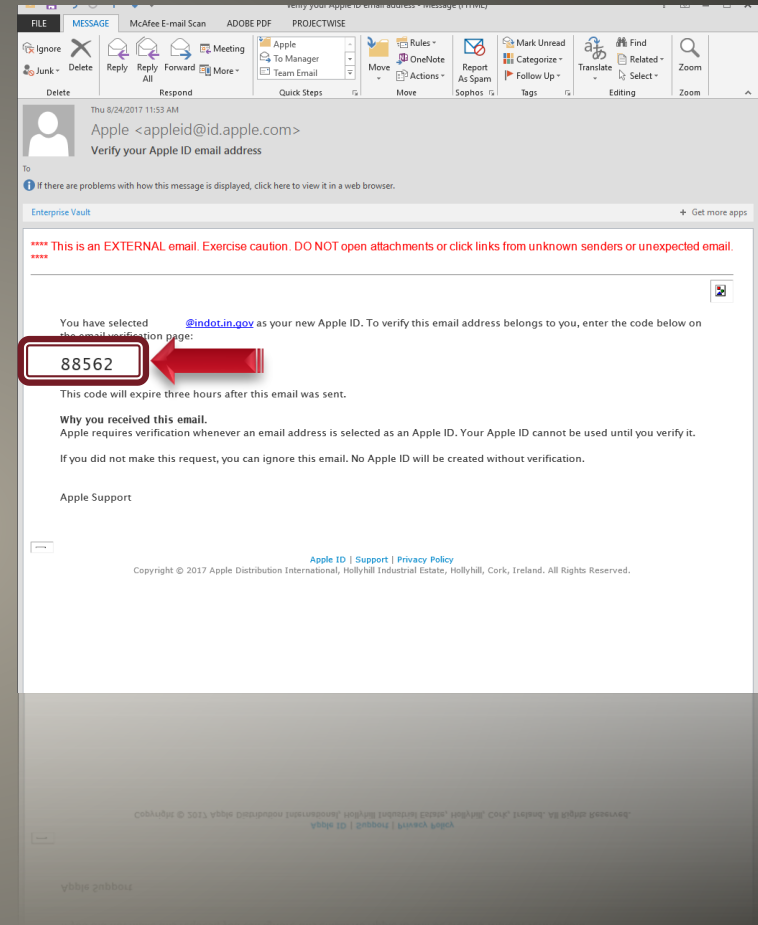 Verify your Apple ID email address - Message (HTML)
FILE MESSAGE McAfee E-mail Scan ADOBE PDF PROJECTWISE
Ignore
Junk
Delete
Reply
Reply All
Forward
Meeting
More
Apple
To Manager
Team Email
Move
Rules
OneNote
Actions
Report As Spam
Mark Unread
Categorize
Follow Up
Translate
Find
Related
Select
Zoom
Delete Respond Quick Steps Move Sophos Tags Editing Zoom
Thu 8/24/2017 11:53 AM
Apple <appleid@id.apple.com>
Verify your Apple ID email address
To
If there are problems with how this message is displayed, click here to view it in a web browser.
Enterprise Vault + Get more apps
**** This is an EXTERNAL email. Exercise caution. DO NOT open attachments or click links from unknown senders or unexpected email.
****
You have selected @indot.in.gov as your new Apple ID. To verify this email address belongs to you, enter the code below on
the email verification page:
88562
This code will expire three hours after this email was sent.
Why you received this email.
Apple requires verification whenever an email address is selected as an Apple ID. Your Apple ID cannot be used until you verify it.
If you did not make this request, you can ignore this email. No Apple ID will be created without verification.
Apple Support
Apple ID | Support | Privacy Policy
Copyright © 2017 Apple Distribution International, Hollyhill Industrial Estate, Hollyhill, Cork, Ireland. All Rights Reserved.